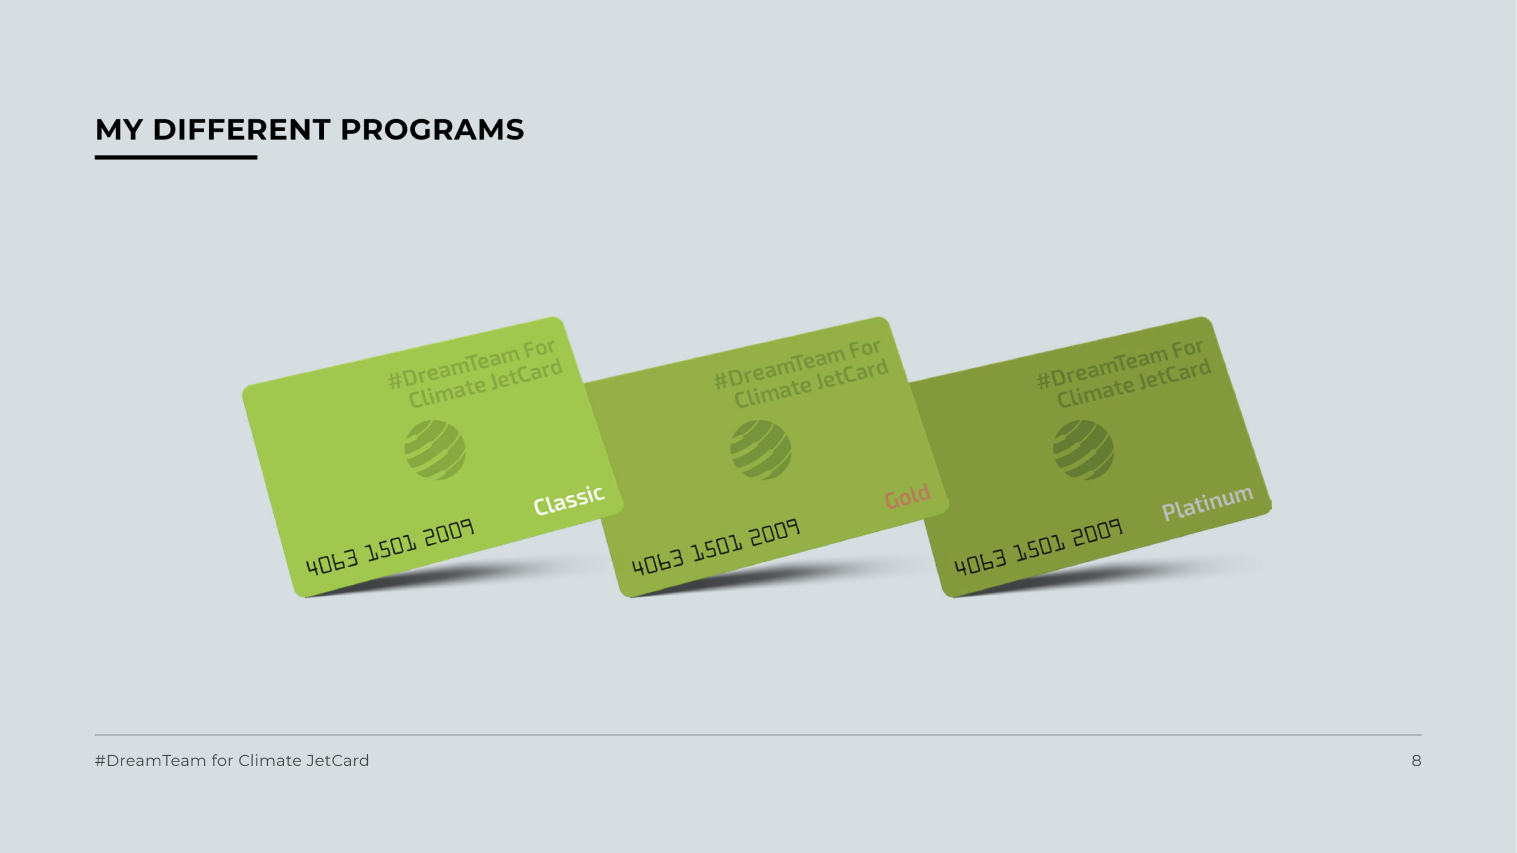 MY DIFFERENT PROGRAMS
#DreamTeam For
Climate JetCard
Classic
4063 1501 2009
#DreamTeam For
Climate JetCard
Gold
4063 1501 2009
#DreamTeam For
Climate JetCard
Platinum
4063 1501 2009
#DreamTeam for Climate JetCard
8